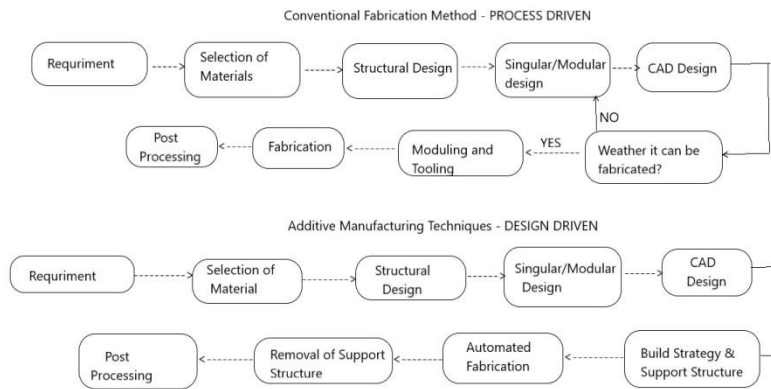 Conventional Fabrication Method - PROCESS DRIVEN
Requriment
Selection of
Materials
Structural Design
Singular/Modular
design
CAD Design
NO
Weather it can be
fabricated?
YES
Moduling and
Tooling
Fabrication
Post
Processing
Additive Manufacturing Techniques - DESIGN DRIVEN
Requriment
Selection of
Material
Structural
Design
Singular/Modular
Design
CAD
Design
Build Strategy &
Support Structure
Automated
Fabrication
Removal of Support
Structure
Post
Processing